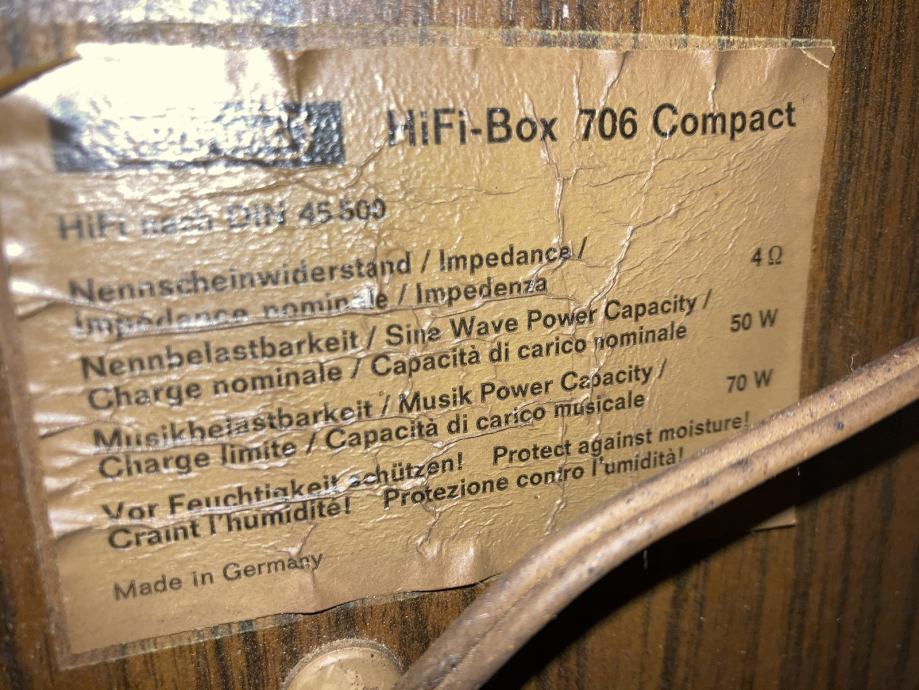 HiFi-Box 706 Compact
HiFi nach DIN 45500
Nennscheinwiderstand / Impedance / 4 Ω
Impédance nominale / Impedenza
Nennbelastbarkeit / Sine Wave Power Capacity / 50 W
Charge nominale / Capacità di carico nominale
Musikbelastbarkeit / Musik Power Capacity / 70 W
Charge limite / Capacità di carico musicale
Vor Feuchtigkeit schützen! Protect against moisture!
Craint l'humidité! Protezione contro l'umidità!
Made in Germany